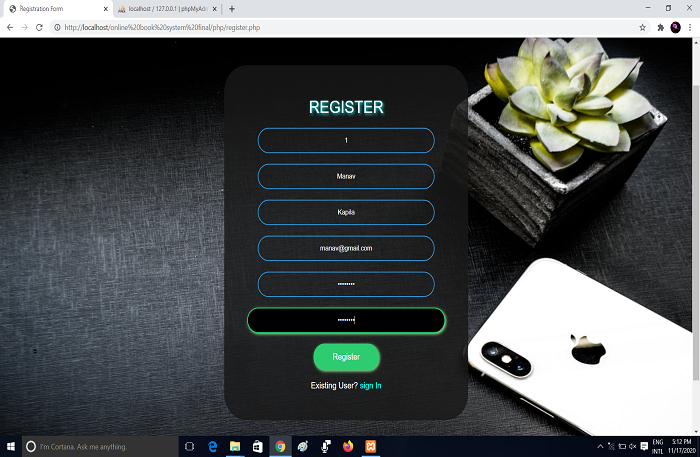 Registration Form
localhost / 127.0.0.1 | phpMyAdm
http://localhost/online%20book%20system%20final/php/register.php
REGISTER
1
Manav
Kapila
manav@gmail.com
••••••••
••••••••
Register
Existing User? sign In
I'm Cortana. Ask me anything.
ENG 5:12 PM
INTL 11/17/2020